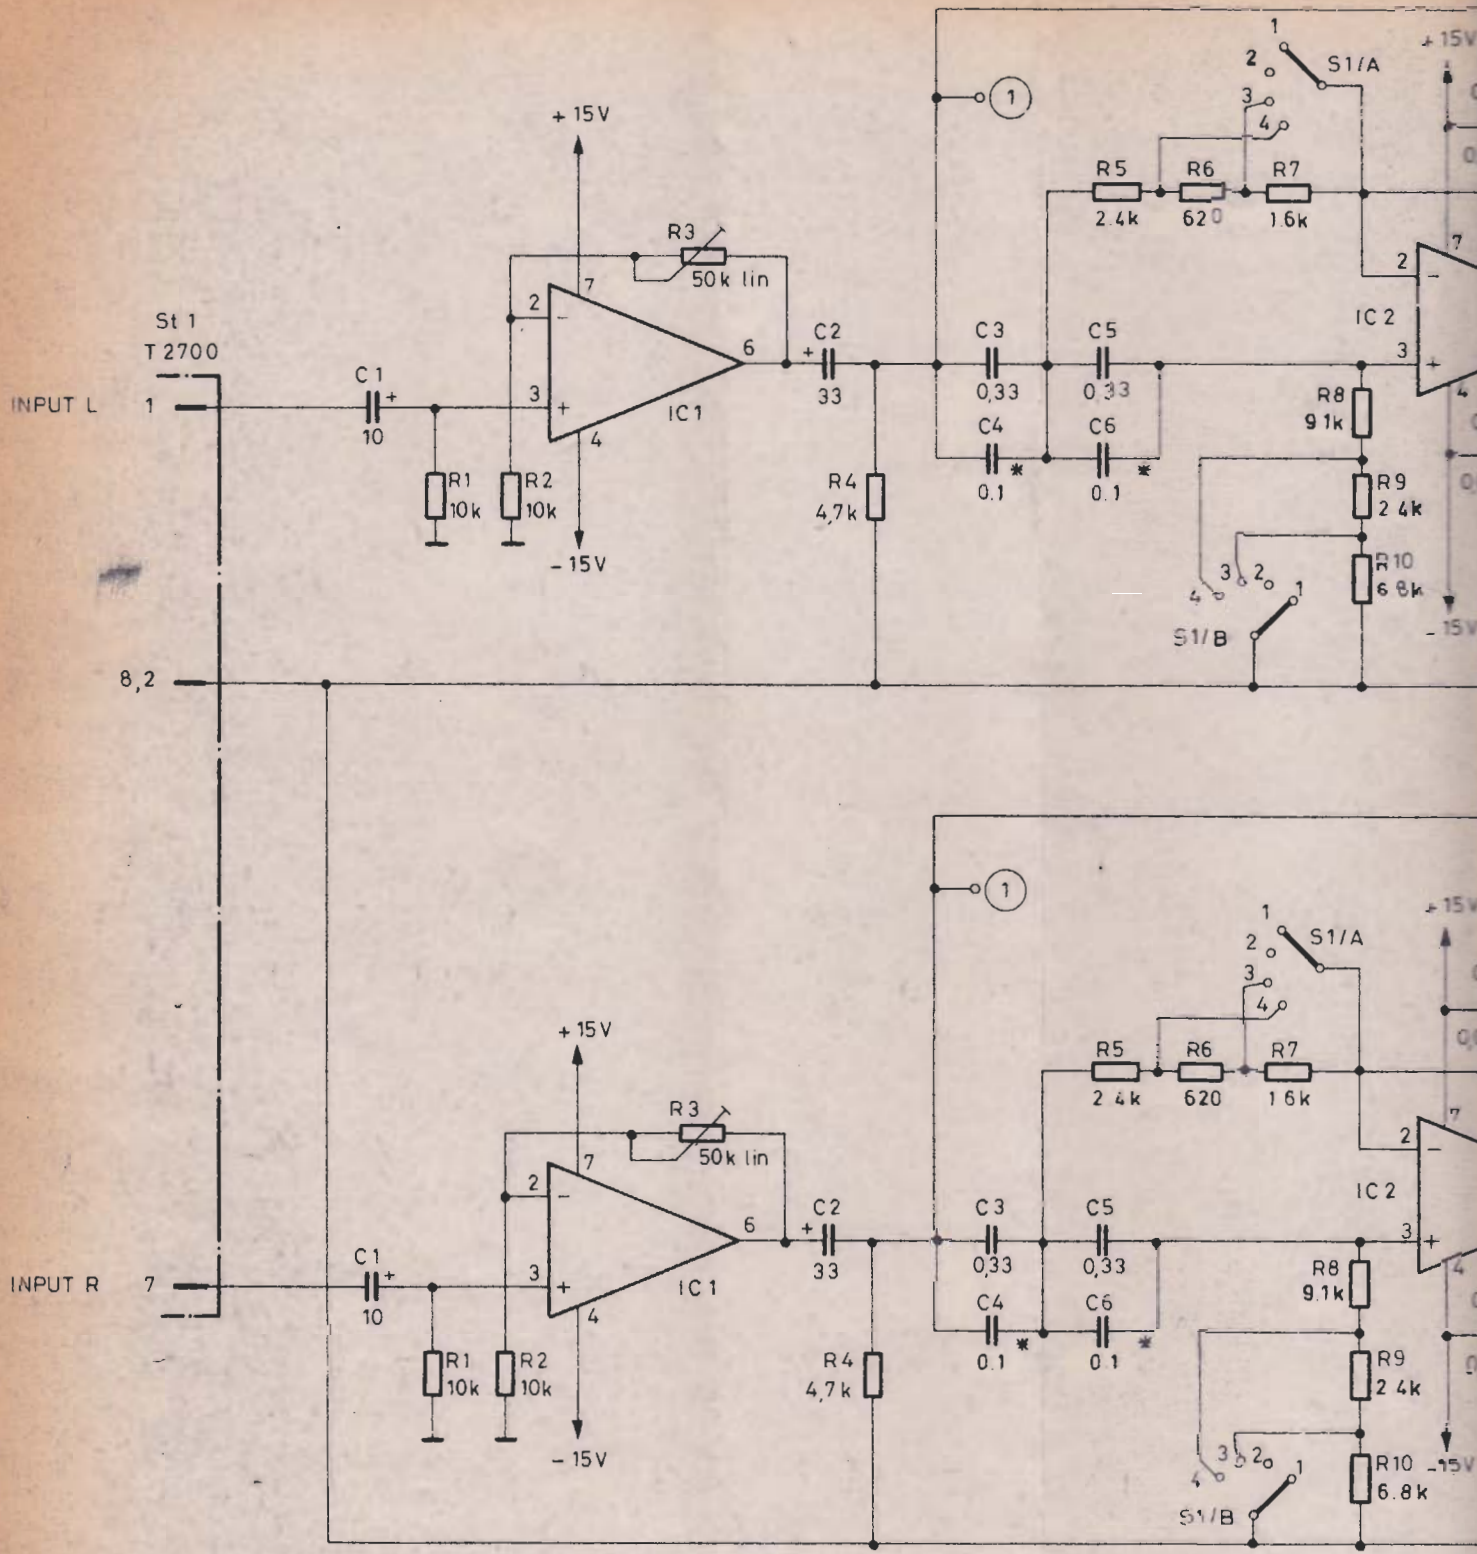 1
+ 15V
2
S1/A
3
4
1
+ 15V
R5
R6
R7
2.4k
620
1.6k
R3
50k lin
7
7
2
2
IC 2
St 1
T 2700
C2
C3
C5
6
+
3
C1
+
INPUT L
1
3
IC1
33
0,33
0,33
R8
9.1k
4
10
4
C4
C6
*
*
R1
10k
R2
10k
R4
4,7k
0.1
0.1
R9
2.4k
- 15V
3
2
1
4
R10
6.8k
- 15V
S1/B
8,2
1
1
2
S1/A
+ 15V
3
4
+ 15V
R5
R6
R7
2.4k
620
1.6k
R3
50k lin
7
7
2
2
IC 2
C2
C3
C5
6
+
3
C1
+
INPUT R
7
3
IC1
33
0,33
0,33
R8
9.1k
4
10
4
C4
C6
*
*
R1
10k
R2
10k
R4
4,7k
0.1
0.1
R9
2.4k
- 15V
3
2
1
4
R10
6.8k
-15V
S1/B